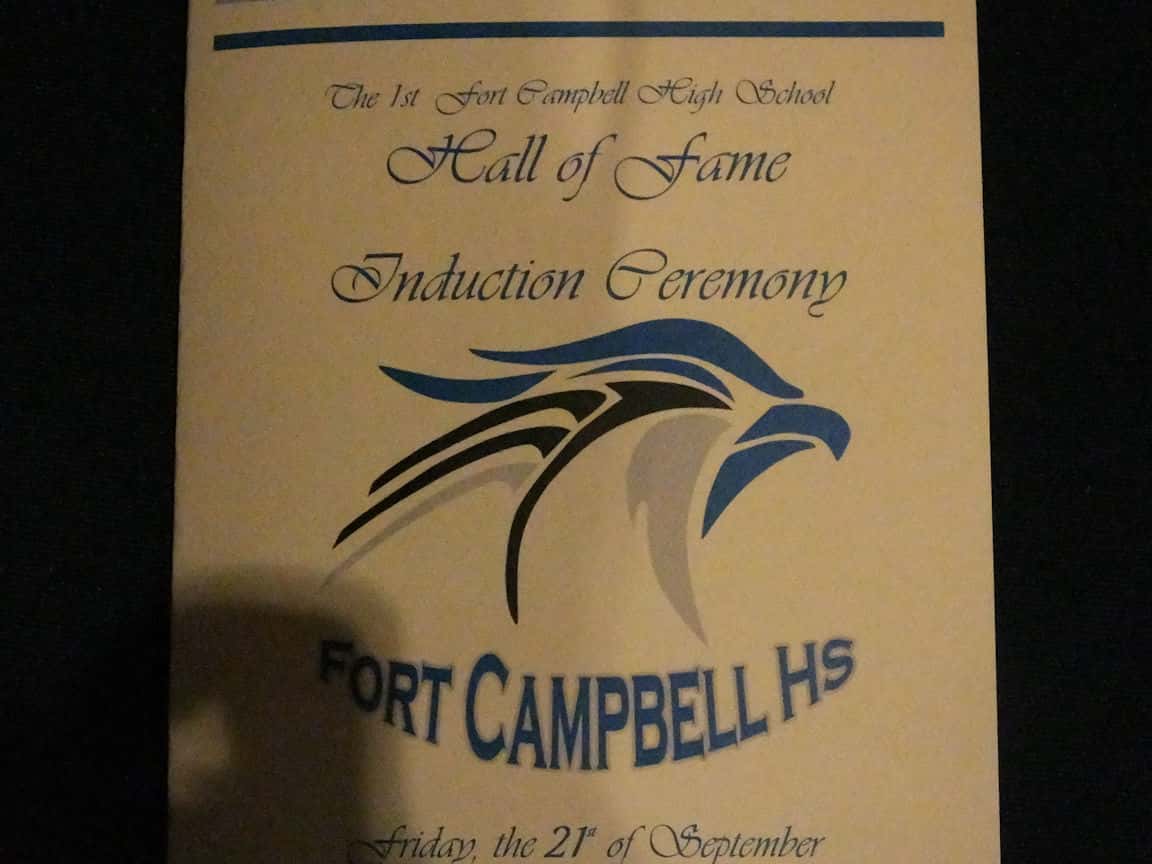 The 1st Fort Campbell High School
Hall of Fame
Induction Ceremony
FORT CAMPBELL HS
Friday, the 21st of September